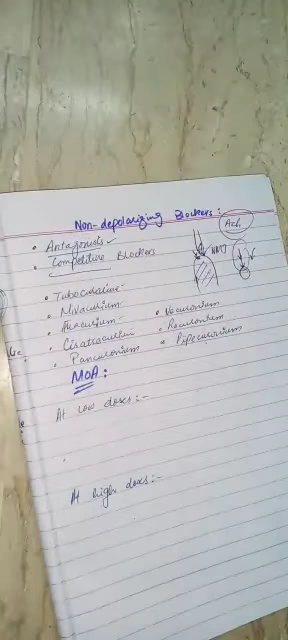 Non-depolarizing Blockers:
Ach
• Antagonists ✓
• Competitive Blockers
NMJ
• Tubocuraline
• Mivacurium
• Atracurium
• Cisatracurium
• Pancuronium
• Vecuronium
• Rocuronium
• Pipecuronium
MOA:
At low doses:-
At high doses:-